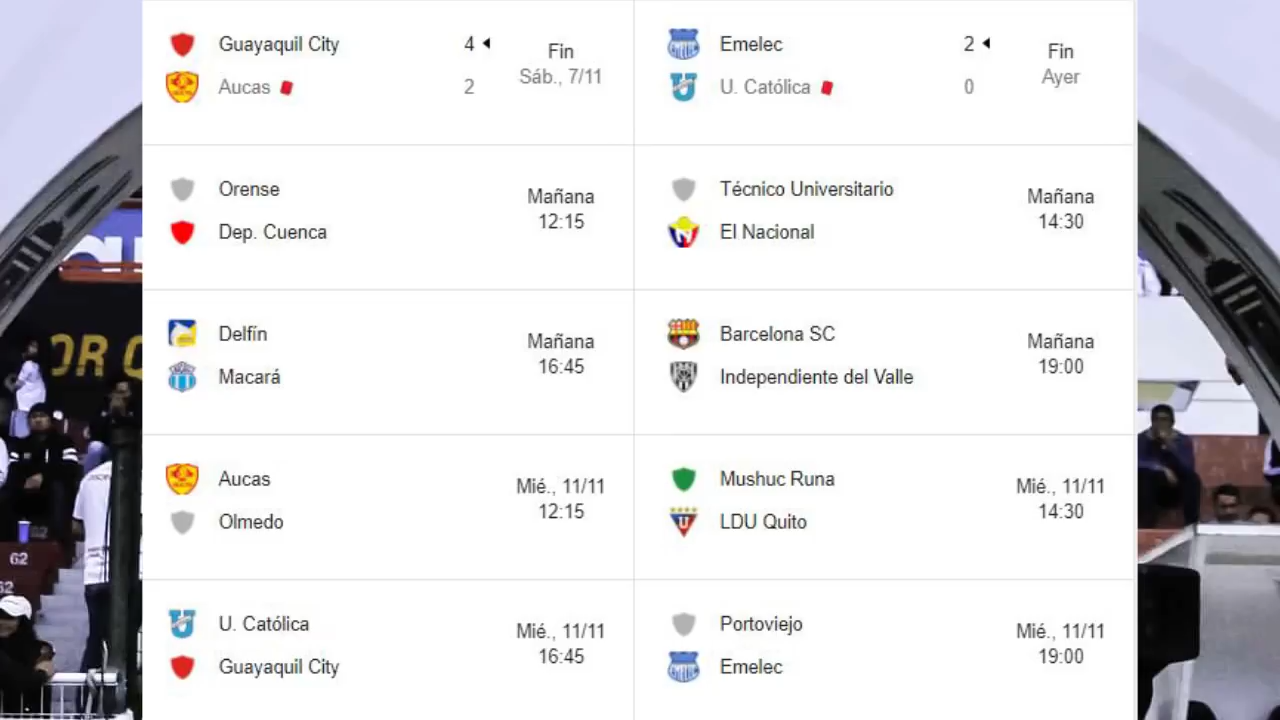 Guayaquil City 4
Aucas 2
Fin
Sáb., 7/11
Emelec 2
U. Católica 0
Fin
Ayer
Orense
Dep. Cuenca
Mañana
12:15
Técnico Universitario
El Nacional
Mañana
14:30
Delfín
Macará
Mañana
16:45
Barcelona SC
Independiente del Valle
Mañana
19:00
Aucas
Olmedo
Mié., 11/11
12:15
Mushuc Runa
LDU Quito
Mié., 11/11
14:30
U. Católica
Guayaquil City
Mié., 11/11
16:45
Portoviejo
Emelec
Mié., 11/11
19:00
OR
62
62